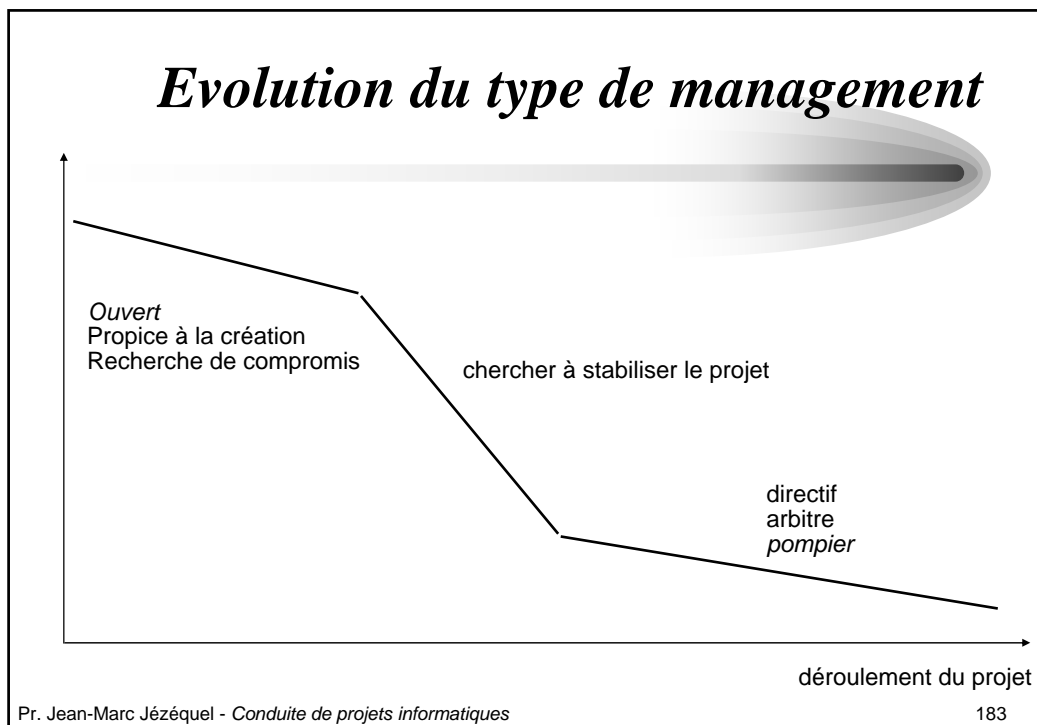 Evolution du type de management
Ouvert
Propice à la création
Recherche de compromis
chercher à stabiliser le projet
directif
arbitre
pompier
déroulement du projet
Pr. Jean-Marc Jézéquel - Conduite de projets informatiques
183